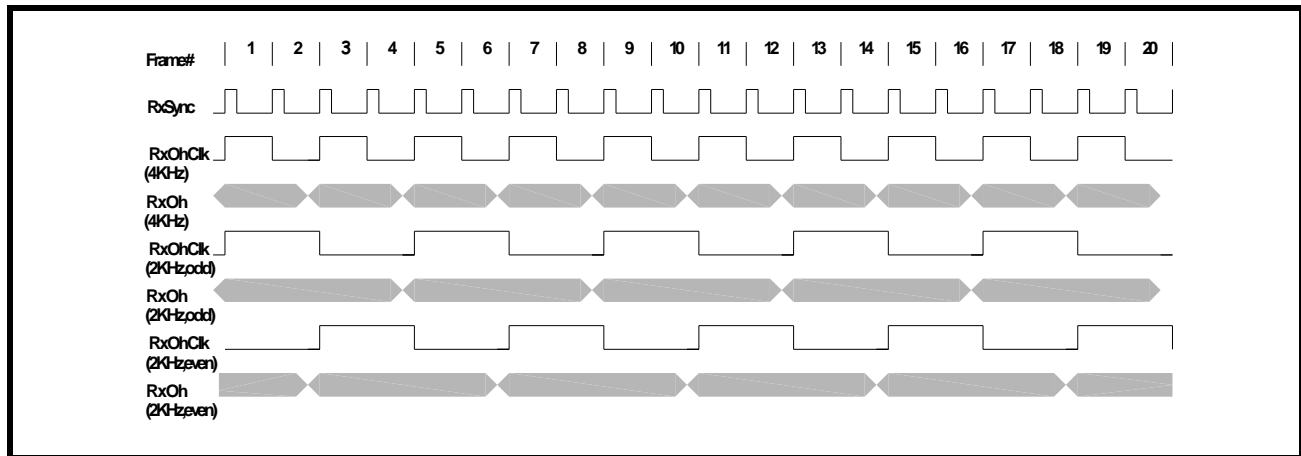 Frame# | 1 | 2 | 3 | 4 | 5 | 6 | 7 | 8 | 9 | 10 | 11 | 12 | 13 | 14 | 15 | 16 | 17 | 18 | 19 | 20 |
RxSync
RxOhClk
(4KHz)
RxOh
(4KHz)
RxOhClk
(2KHz,odd)
RxOh
(2KHz,odd)
RxOhClk
(2KHz,even)
RxOh
(2KHz,even)